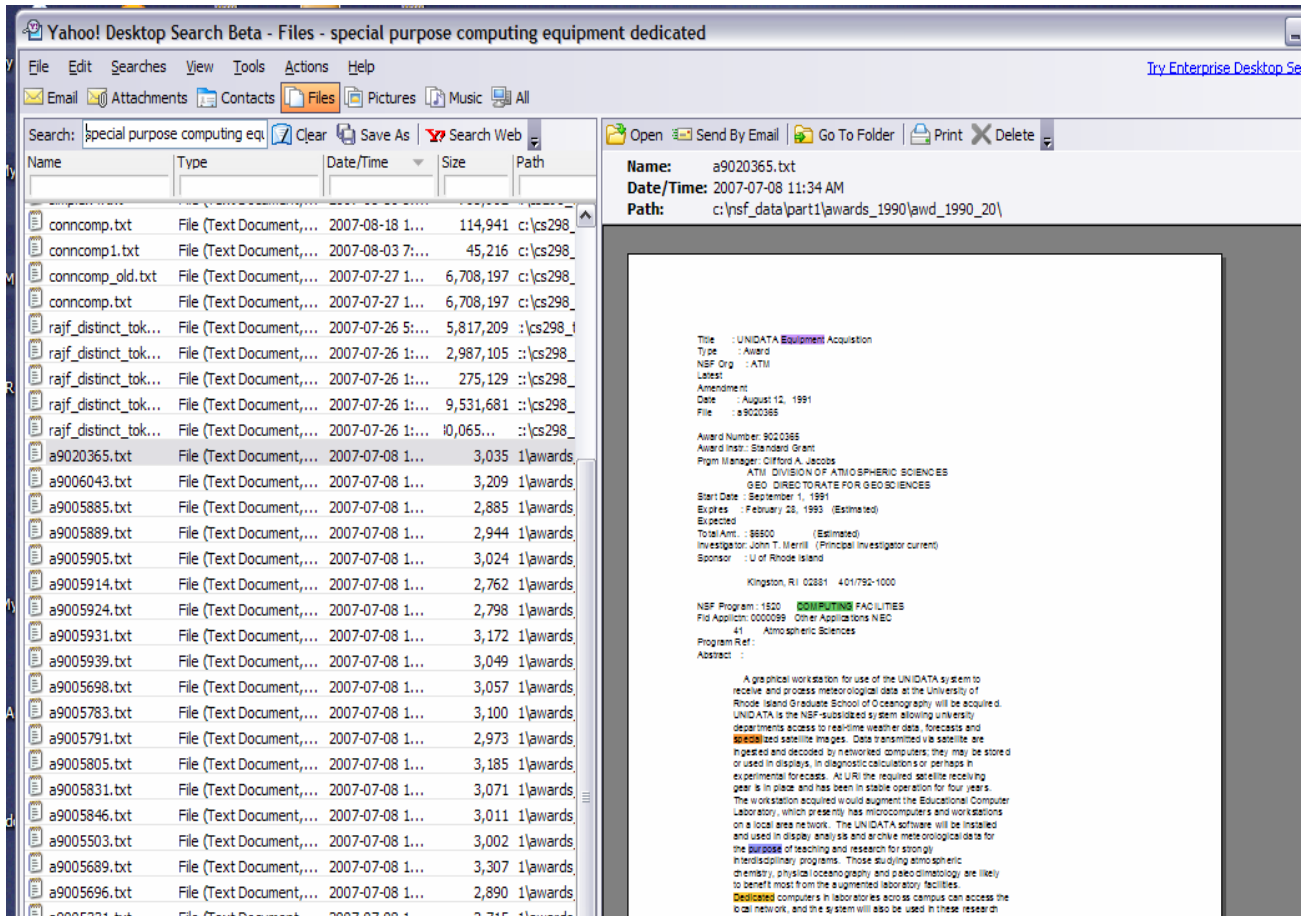 Yahoo! Desktop Search Beta - Files - special purpose computing equipment dedicated
File Edit Searches View Tools Actions Help
Try Enterprise Desktop Se
Email Attachments Contacts Files Pictures Music All
Search: special purpose computing equ Clear Save As Search Web
Open Send By Email Go To Folder Print Delete
Name Type Date/Time Size Path
Name: a9020365.txt
Date/Time: 2007-07-08 11:34 AM
Path: c:\nsf_data\part1\awards_1990\awd_1990_20\
conncomp.txt File (Text Document,... 2007-08-18 1... 114,941 c:\cs298_
conncomp1.txt File (Text Document,... 2007-08-03 7:... 45,216 c:\cs298_
conncomp_old.txt File (Text Document,... 2007-07-27 1... 6,708,197 c:\cs298_
conncomp.txt File (Text Document,... 2007-07-27 1... 6,708,197 c:\cs298_
rajf_distinct_tok... File (Text Document,... 2007-07-26 5:... 5,817,209 :\cs298_f
rajf_distinct_tok... File (Text Document,... 2007-07-26 1:... 2,987,105 ::\cs298_
rajf_distinct_tok... File (Text Document,... 2007-07-26 1:... 275,129 ::\cs298_
rajf_distinct_tok... File (Text Document,... 2007-07-26 1:... 9,531,681 ::\cs298_
rajf_distinct_tok... File (Text Document,... 2007-07-26 1:... 0,065... ::\cs298_
a9020365.txt File (Text Document,... 2007-07-08 1... 3,035 1\awards_
a9006043.txt File (Text Document,... 2007-07-08 1... 3,209 1\awards_
a9005885.txt File (Text Document,... 2007-07-08 1... 2,885 1\awards_
a9005889.txt File (Text Document,... 2007-07-08 1... 2,944 1\awards_
a9005905.txt File (Text Document,... 2007-07-08 1... 3,024 1\awards_
a9005914.txt File (Text Document,... 2007-07-08 1... 2,762 1\awards_
a9005924.txt File (Text Document,... 2007-07-08 1... 2,798 1\awards_
a9005931.txt File (Text Document,... 2007-07-08 1... 3,172 1\awards_
a9005939.txt File (Text Document,... 2007-07-08 1... 3,049 1\awards_
a9005698.txt File (Text Document,... 2007-07-08 1... 3,057 1\awards_
a9005783.txt File (Text Document,... 2007-07-08 1... 3,100 1\awards_
a9005791.txt File (Text Document,... 2007-07-08 1... 2,973 1\awards_
a9005805.txt File (Text Document,... 2007-07-08 1... 3,185 1\awards_
a9005831.txt File (Text Document,... 2007-07-08 1... 3,071 1\awards_
a9005846.txt File (Text Document,... 2007-07-08 1... 3,011 1\awards_
a9005503.txt File (Text Document,... 2007-07-08 1... 3,002 1\awards_
a9005689.txt File (Text Document,... 2007-07-08 1... 3,307 1\awards_
a9005696.txt File (Text Document,... 2007-07-08 1... 2,890 1\awards_
Title : UNIDATA Equipment Acquistion
Type : Award
NSF Org : ATM
Latest
Amendment
Date : August 12, 1991
File : a9020365
Award Number: 9020365
Award Instr.: Standard Grant
Prgm Manager: Clifford A. Jacobs
ATM DIVISION OF ATMOSPHERIC SCIENCES
GEO DIRECTORATE FOR GEOSCIENCES
Start Date : September 1, 1991
Expires : February 28, 1993 (Estimated)
Expected
Total Amt. : $6500 (Estimated)
Investigator: John T. Merrill (Principal Investigator current)
Sponsor : U of Rhode Island
Kingston, RI 02881 401/792-1000
NSF Program : 1520 COMPUTING FACILITIES
Fld Applictn: 0000099 Other Applications NEC
41 Atmospheric Sciences
Program Ref :
Abstract :
A graphical workstation for use of the UNIDATA system to
receive and process meteorological data at the University of
Rhode Island Graduate School of Oceanography will be acquired.
UNIDATA is the NSF-subsidized system allowing university
departments access to real-time weather data, forecasts and
specialized satellite images. Data transmitted via satellite are
ingested and decoded by networked computers; they may be stored
or used in displays, in diagnostic calculations or perhaps in
experimental forecasts. At URI the required satellite receiving
gear is in place and has been in stable operation for four years.
The workstation acquired would augment the Educational Computer
Laboratory, which presently has microcomputers and workstations
on a local area network. The UNIDATA software will be installed
and used in display analysis and archive meteorological data for
the purpose of teaching and research for strongly
interdisciplinary programs. Those studying atmospheric
chemistry, physical oceanography and paleoclimatology are likely
to benefit most from the augmented laboratory facilities.
Dedicated computers in laboratories across campus can access the
local network, and the system will also be used in these research